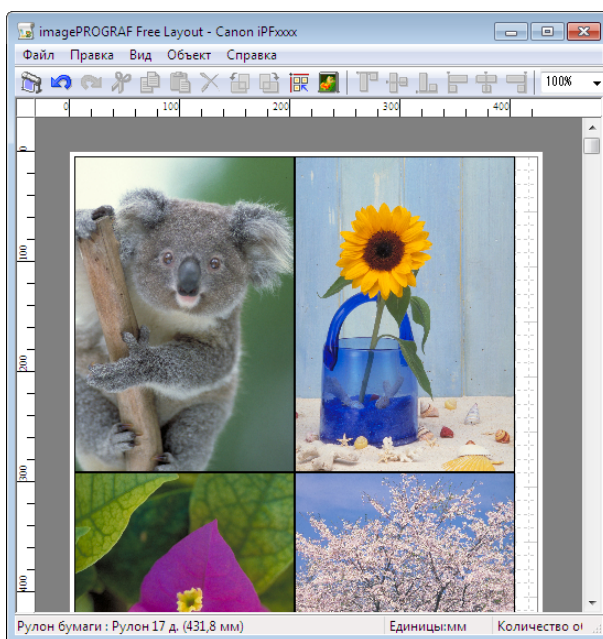 imagePROGRAF Free Layout - Canon iPFxxxx
Файл Правка Вид Объект Справка
100%
0 100 200 300 400
0
100
200
300
400
Рулон бумаги : Рулон 17 д. (431,8 мм) Единицы:мм Количество о